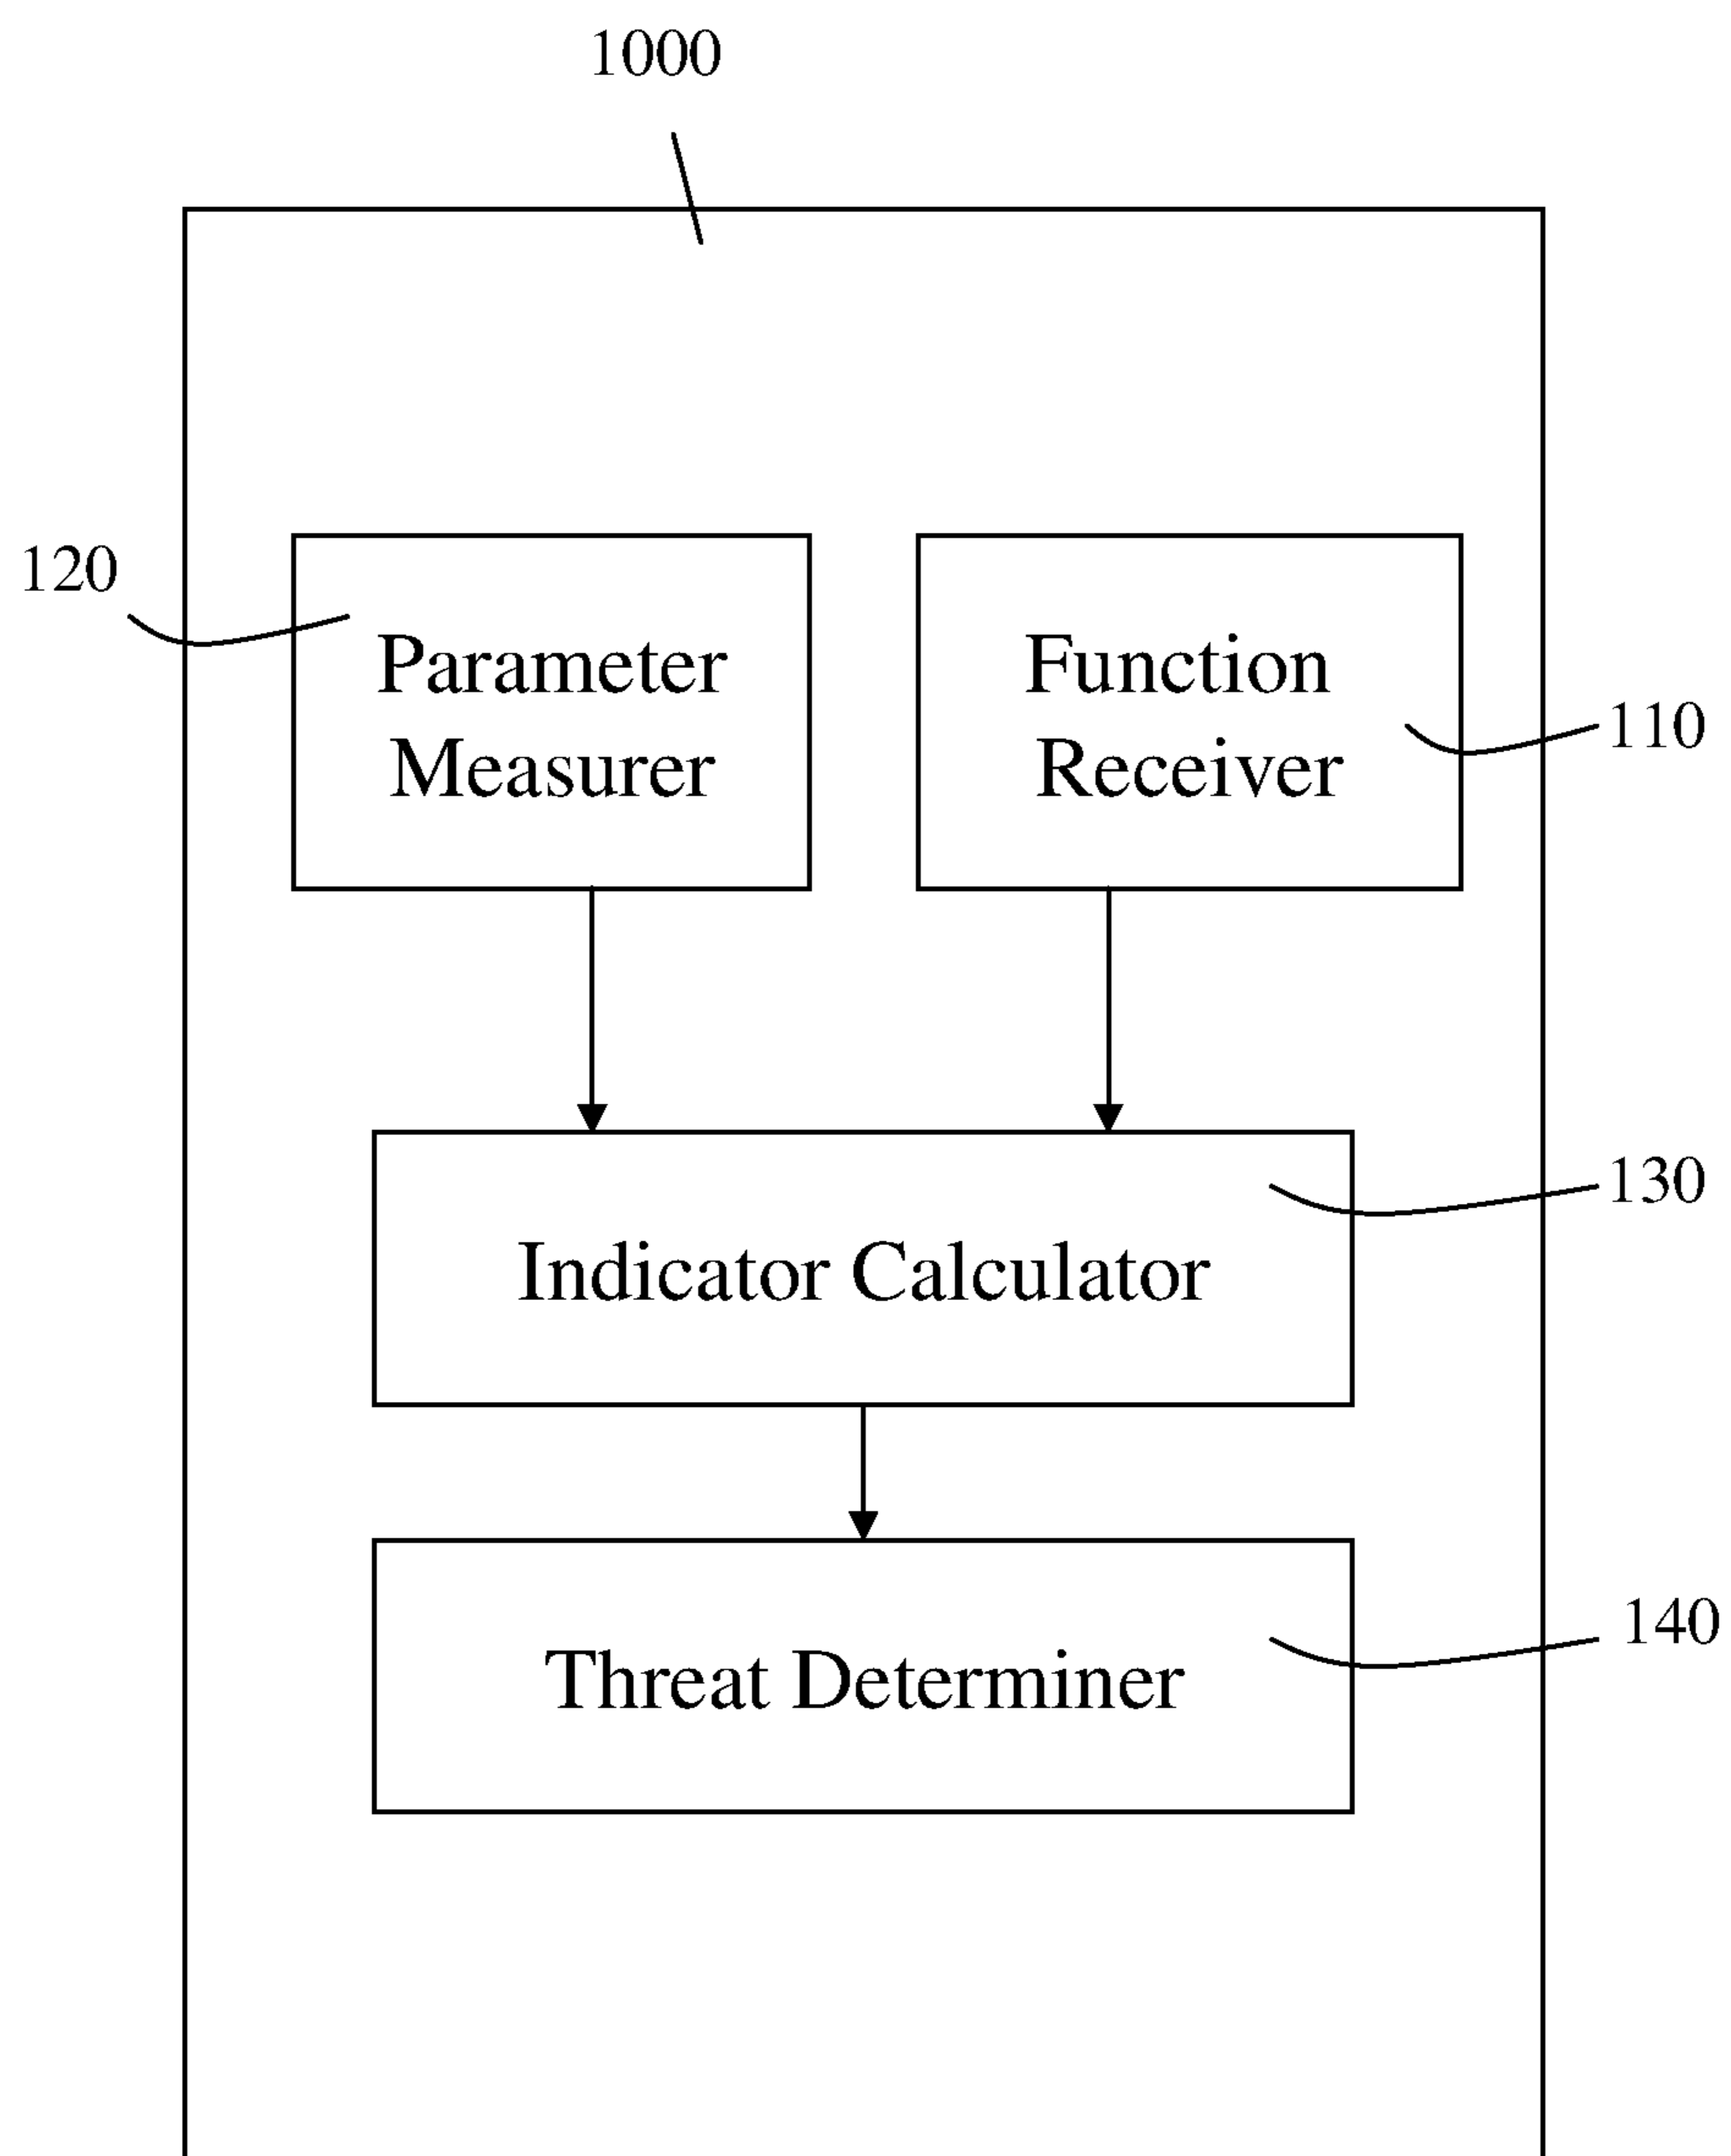 1000
120
Parameter
Measurer
Function
Receiver
110
130
Indicator Calculator
140
Threat Determiner